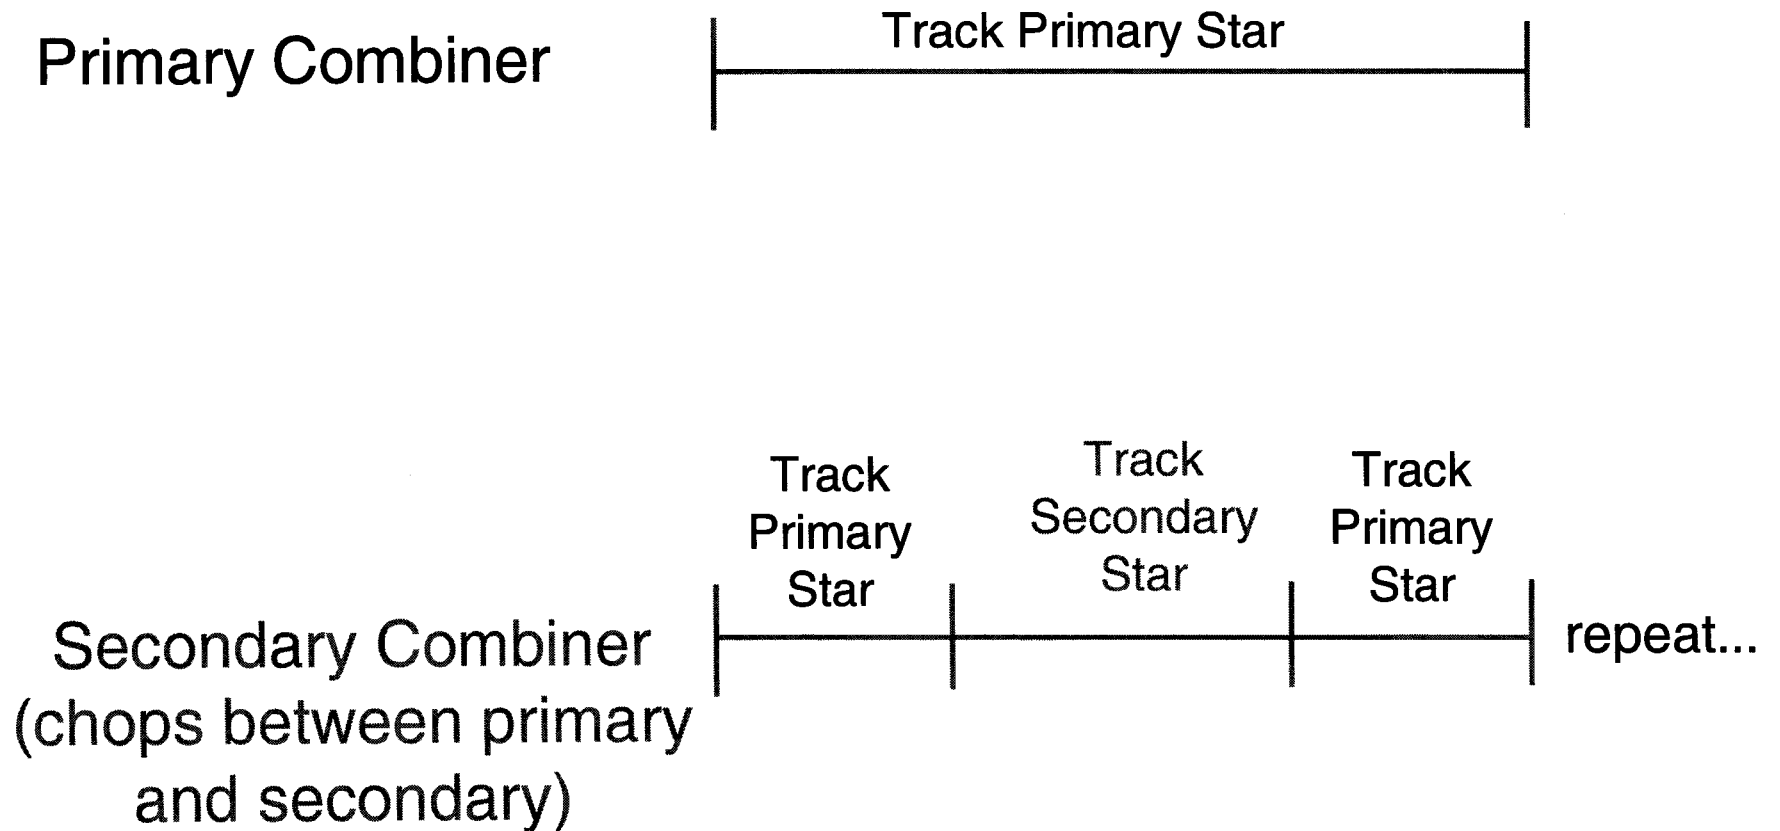 Primary Combiner
Track Primary Star
Track
Primary
Star
Track
Secondary
Star
Track
Primary
Star
Secondary Combiner
(chops between primary
and secondary)
repeat...